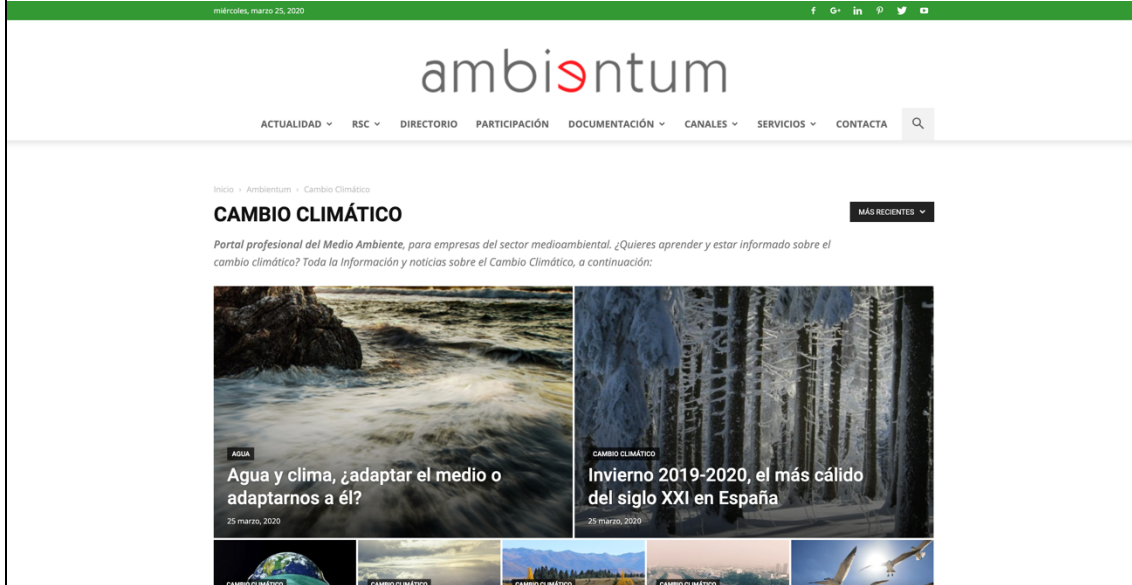 miércoles, marzo 25, 2020
ambientum
ACTUALIDAD RSC DIRECTORIO PARTICIPACIÓN DOCUMENTACIÓN CANALES SERVICIOS CONTACTA
Inicio › Ambientum › Cambio Climático
CAMBIO CLIMÁTICO
MÁS RECIENTES
Portal profesional del Medio Ambiente, para empresas del sector medioambiental. ¿Quieres aprender y estar informado sobre el
cambio climático? Toda la Información y noticias sobre el Cambio Climático, a continuación:
AGUA
Agua y clima, ¿adaptar el medio o
adaptarnos a él?
25 marzo, 2020
CAMBIO CLIMÁTICO
Invierno 2019-2020, el más cálido
del siglo XXI en España
25 marzo, 2020
CAMBIO CLIMÁTICO
CAMBIO CLIMÁTICO
CAMBIO CLIMÁTICO
CAMBIO CLIMÁTICO